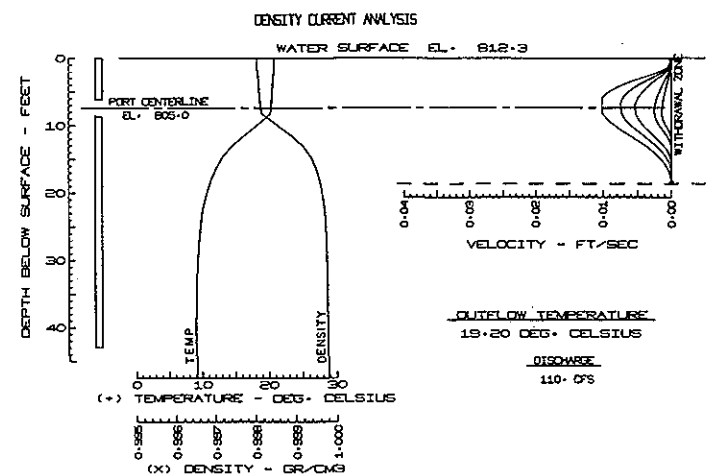 DENSITY CURRENT ANALYSIS
WATER SURFACE EL. 812.3
PORT CENTERLINE
EL. 805.0
DEPTH BELOW SURFACE - FEET
0
10
20
30
40
TEMP
DENSITY
WITHDRAWAL ZONE
0.04
0.03
0.02
0.01
0.00
VELOCITY - FT/SEC
OUTFLOW TEMPERATURE
19.20 DEG. CELSIUS
DISCHARGE
110. CFS
0
10
20
30
(+) TEMPERATURE - DEG. CELSIUS
0.995
0.996
0.997
0.998
0.999
1.000
(X) DENSITY - GR/CM3